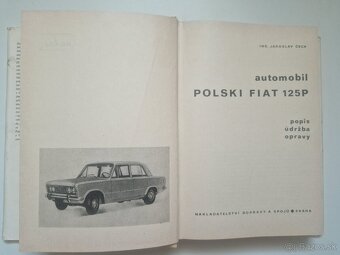 ING. JAROSLAV ČECH
automobil
POLSKI FIAT 125P
popis
údržba
opravy
NAKLADATELSTVÍ DOPRAVY A SPOJŮ ● PRAHA